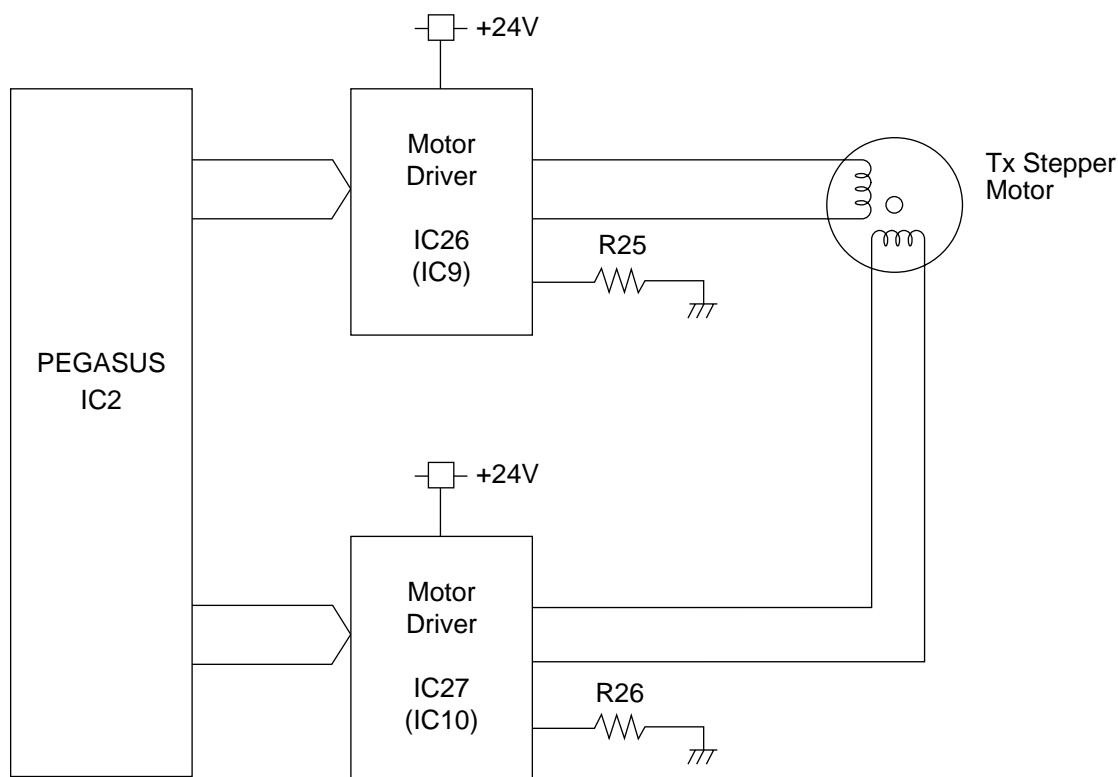 +24V
Motor
Driver
IC26
(IC9)
R25
Tx Stepper
Motor
PEGASUS
IC2
+24V
Motor
Driver
IC27
(IC10)
R26